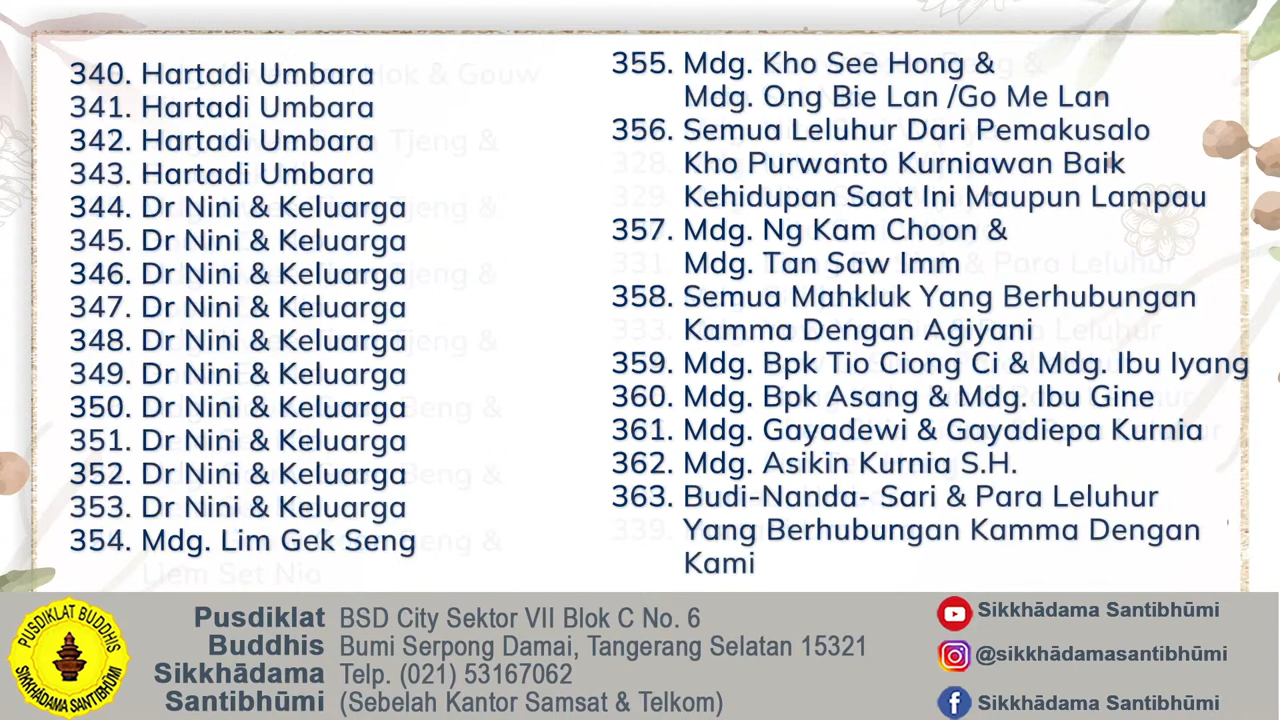 340. Hartadi Umbara
341. Hartadi Umbara
342. Hartadi Umbara
343. Hartadi Umbara
344. Dr Nini & Keluarga
345. Dr Nini & Keluarga
346. Dr Nini & Keluarga
347. Dr Nini & Keluarga
348. Dr Nini & Keluarga
349. Dr Nini & Keluarga
350. Dr Nini & Keluarga
351. Dr Nini & Keluarga
352. Dr Nini & Keluarga
353. Dr Nini & Keluarga
354. Mdg. Lim Gek Seng
Liem Set Nio
355. Mdg. Kho See Hong &
Mdg. Ong Bie Lan /Go Me Lan
356. Semua Leluhur Dari Pemakusalo
Kho Purwanto Kurniawan Baik
Kehidupan Saat Ini Maupun Lampau
357. Mdg. Ng Kam Choon &
Mdg. Tan Saw Imm
358. Semua Mahkluk Yang Berhubungan
Kamma Dengan Agiyani
359. Mdg. Bpk Tio Ciong Ci & Mdg. Ibu Iyang
360. Mdg. Bpk Asang & Mdg. Ibu Gine
361. Mdg. Gayadewi & Gayadiepa Kurnia
362. Mdg. Asikin Kurnia S.H.
363. Budi-Nanda- Sari & Para Leluhur
Yang Berhubungan Kamma Dengan
Kami
PUSDIKLAT BUDDHIS
SIKKHĀDAMA SANTIBHŪMI
Pusdiklat
Buddhis
Sikkhādama
Santibhūmi
BSD City Sektor VII Blok C No. 6
Bumi Serpong Damai, Tangerang Selatan 15321
Telp. (021) 53167062
(Sebelah Kantor Samsat & Telkom)
Sikkhādama Santibhūmi
@sikkhādamasantibhūmi
Sikkhādama Santibhūmi